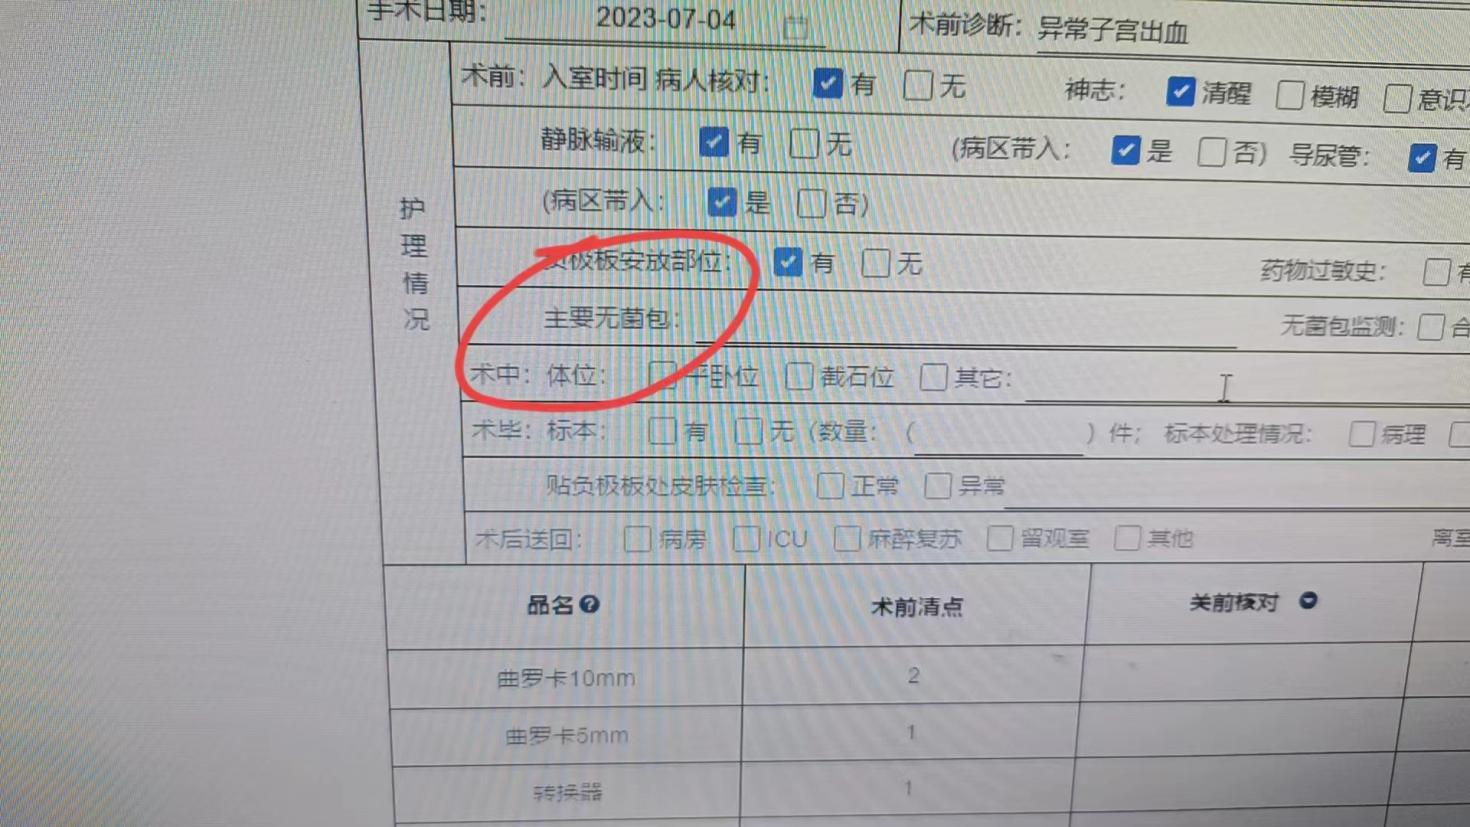 手术日期： 2023-07-04 术前诊断：异常子宫出血
术前：入室时间 病人核对： 有 无 神志： 清醒 模糊 意识
静脉输液： 有 无 (病区带入： 是 否) 导尿管： 有
(病区带入： 是 否)
负极板安放部位： 有 无 药物过敏史： 有
主要无菌包： 无菌包监测： 合
术中：体位： 平卧位 截石位 其它：
术毕：标本： 有 无（数量：（ ）件；标本处理情况： 病理
贴负极板处皮肤检查： 正常 异常
术后送回： 病房 ICU 麻醉复苏 留观室 其他 离室
护理情况
品名 术前清点 关前核对
曲罗卡10mm 2
曲罗卡5mm 1
转换器 1